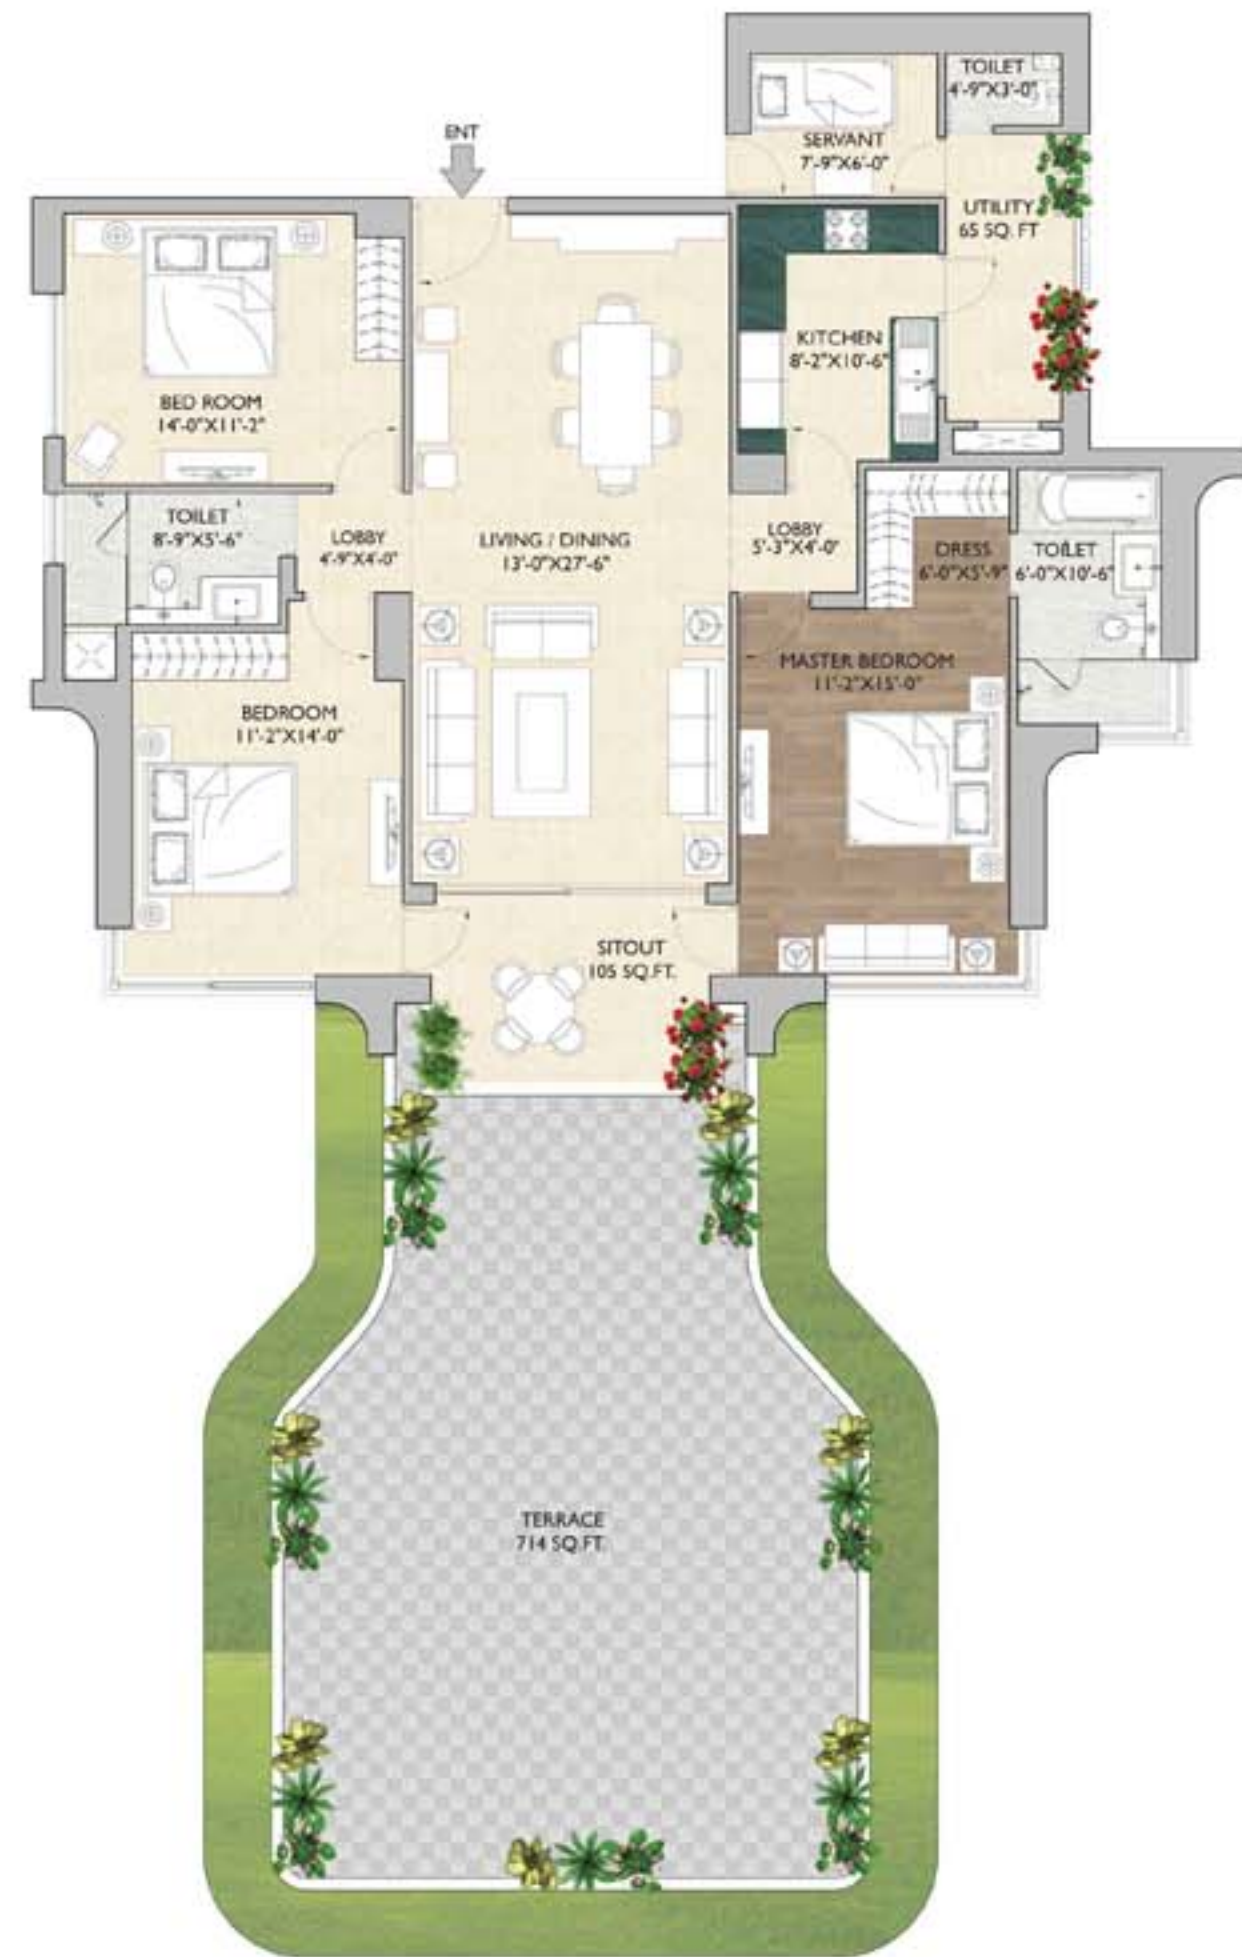 TOILET
4'-9"X3'-0"
ENT
SERVANT
7'-9"X6'-0"
UTILITY
65 SQ. FT
KITCHEN
8'-2"X10'-6"
BED ROOM
14'-0"X11'-2"
TOILET
8'-9"X5'-6"
LOBBY
4'-9"X4'-0"
LIVING / DINING
13'-0"X27'-6"
LOBBY
5'-3"X4'-0"
DRESS
6'-0"X5'-9"
TOILET
6'-0"X10'-6"
MASTER BEDROOM
11'-2"X15'-0"
BEDROOM
11'-2"X14'-0"
SITOUT
105 SQ.FT.
TERRACE
714 SQ.FT.